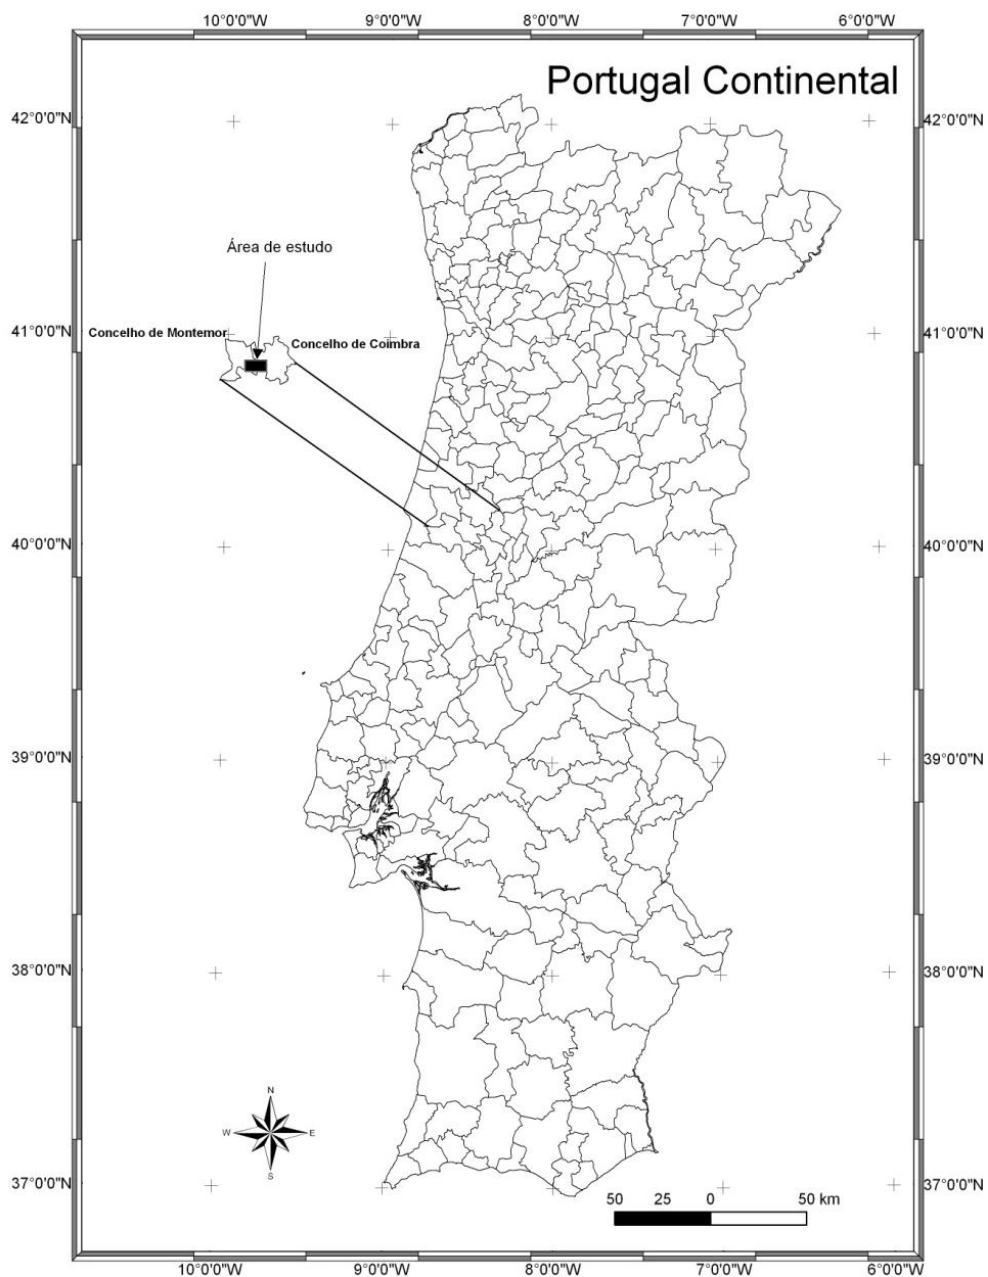 10°0'0"W 9°0'0"W 8°0'0"W 7°0'0"W 6°0'0"W
Portugal Continental
42°0'0"N 42°0'0"N
Área de estudo
41°0'0"N 41°0'0"N
Concelho de Montemor
Concelho de Coimbra
40°0'0"N 40°0'0"N
39°0'0"N 39°0'0"N
38°0'0"N 38°0'0"N
N
W E
S
37°0'0"N 37°0'0"N
50 25 0 50 km
10°0'0"W 9°0'0"W 8°0'0"W 7°0'0"W 6°0'0"W